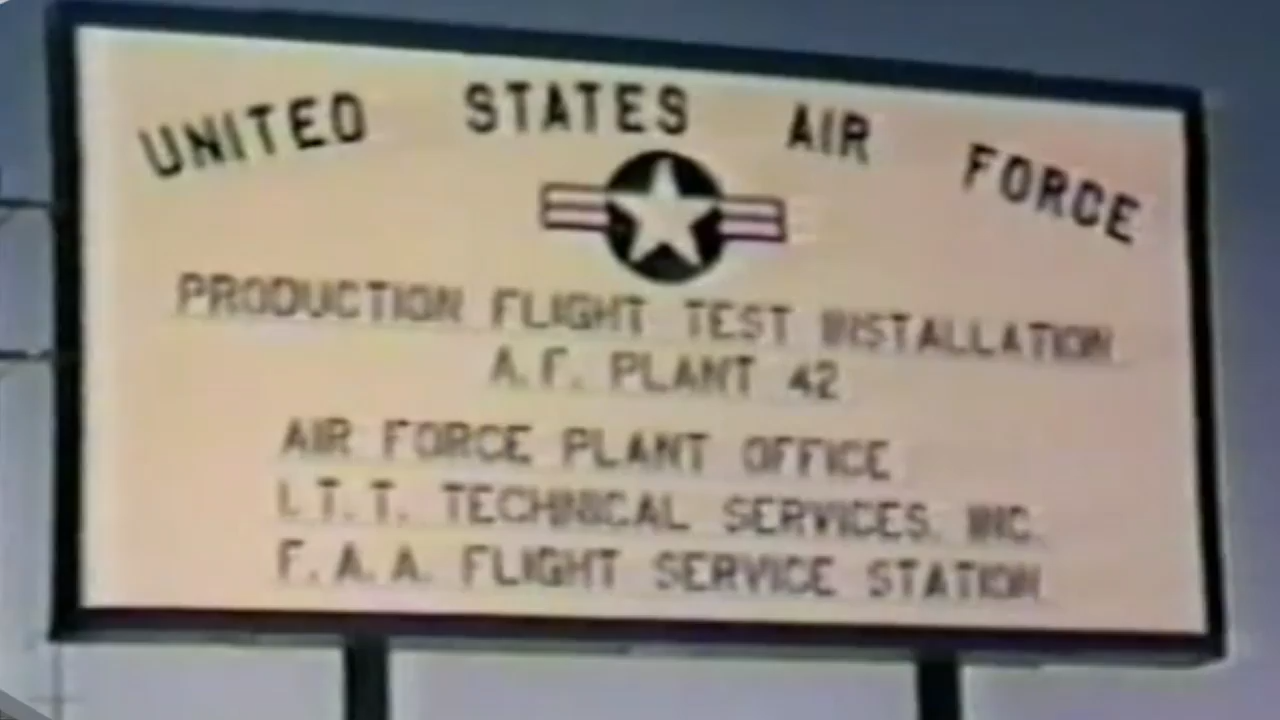 UNITED STATES AIR FORCE
PRODUCTION FLIGHT TEST INSTALLATION
A.F. PLANT 42
AIR FORCE PLANT OFFICE
I.T.T. TECHNICAL SERVICES, INC.
F.A.A. FLIGHT SERVICE STATION